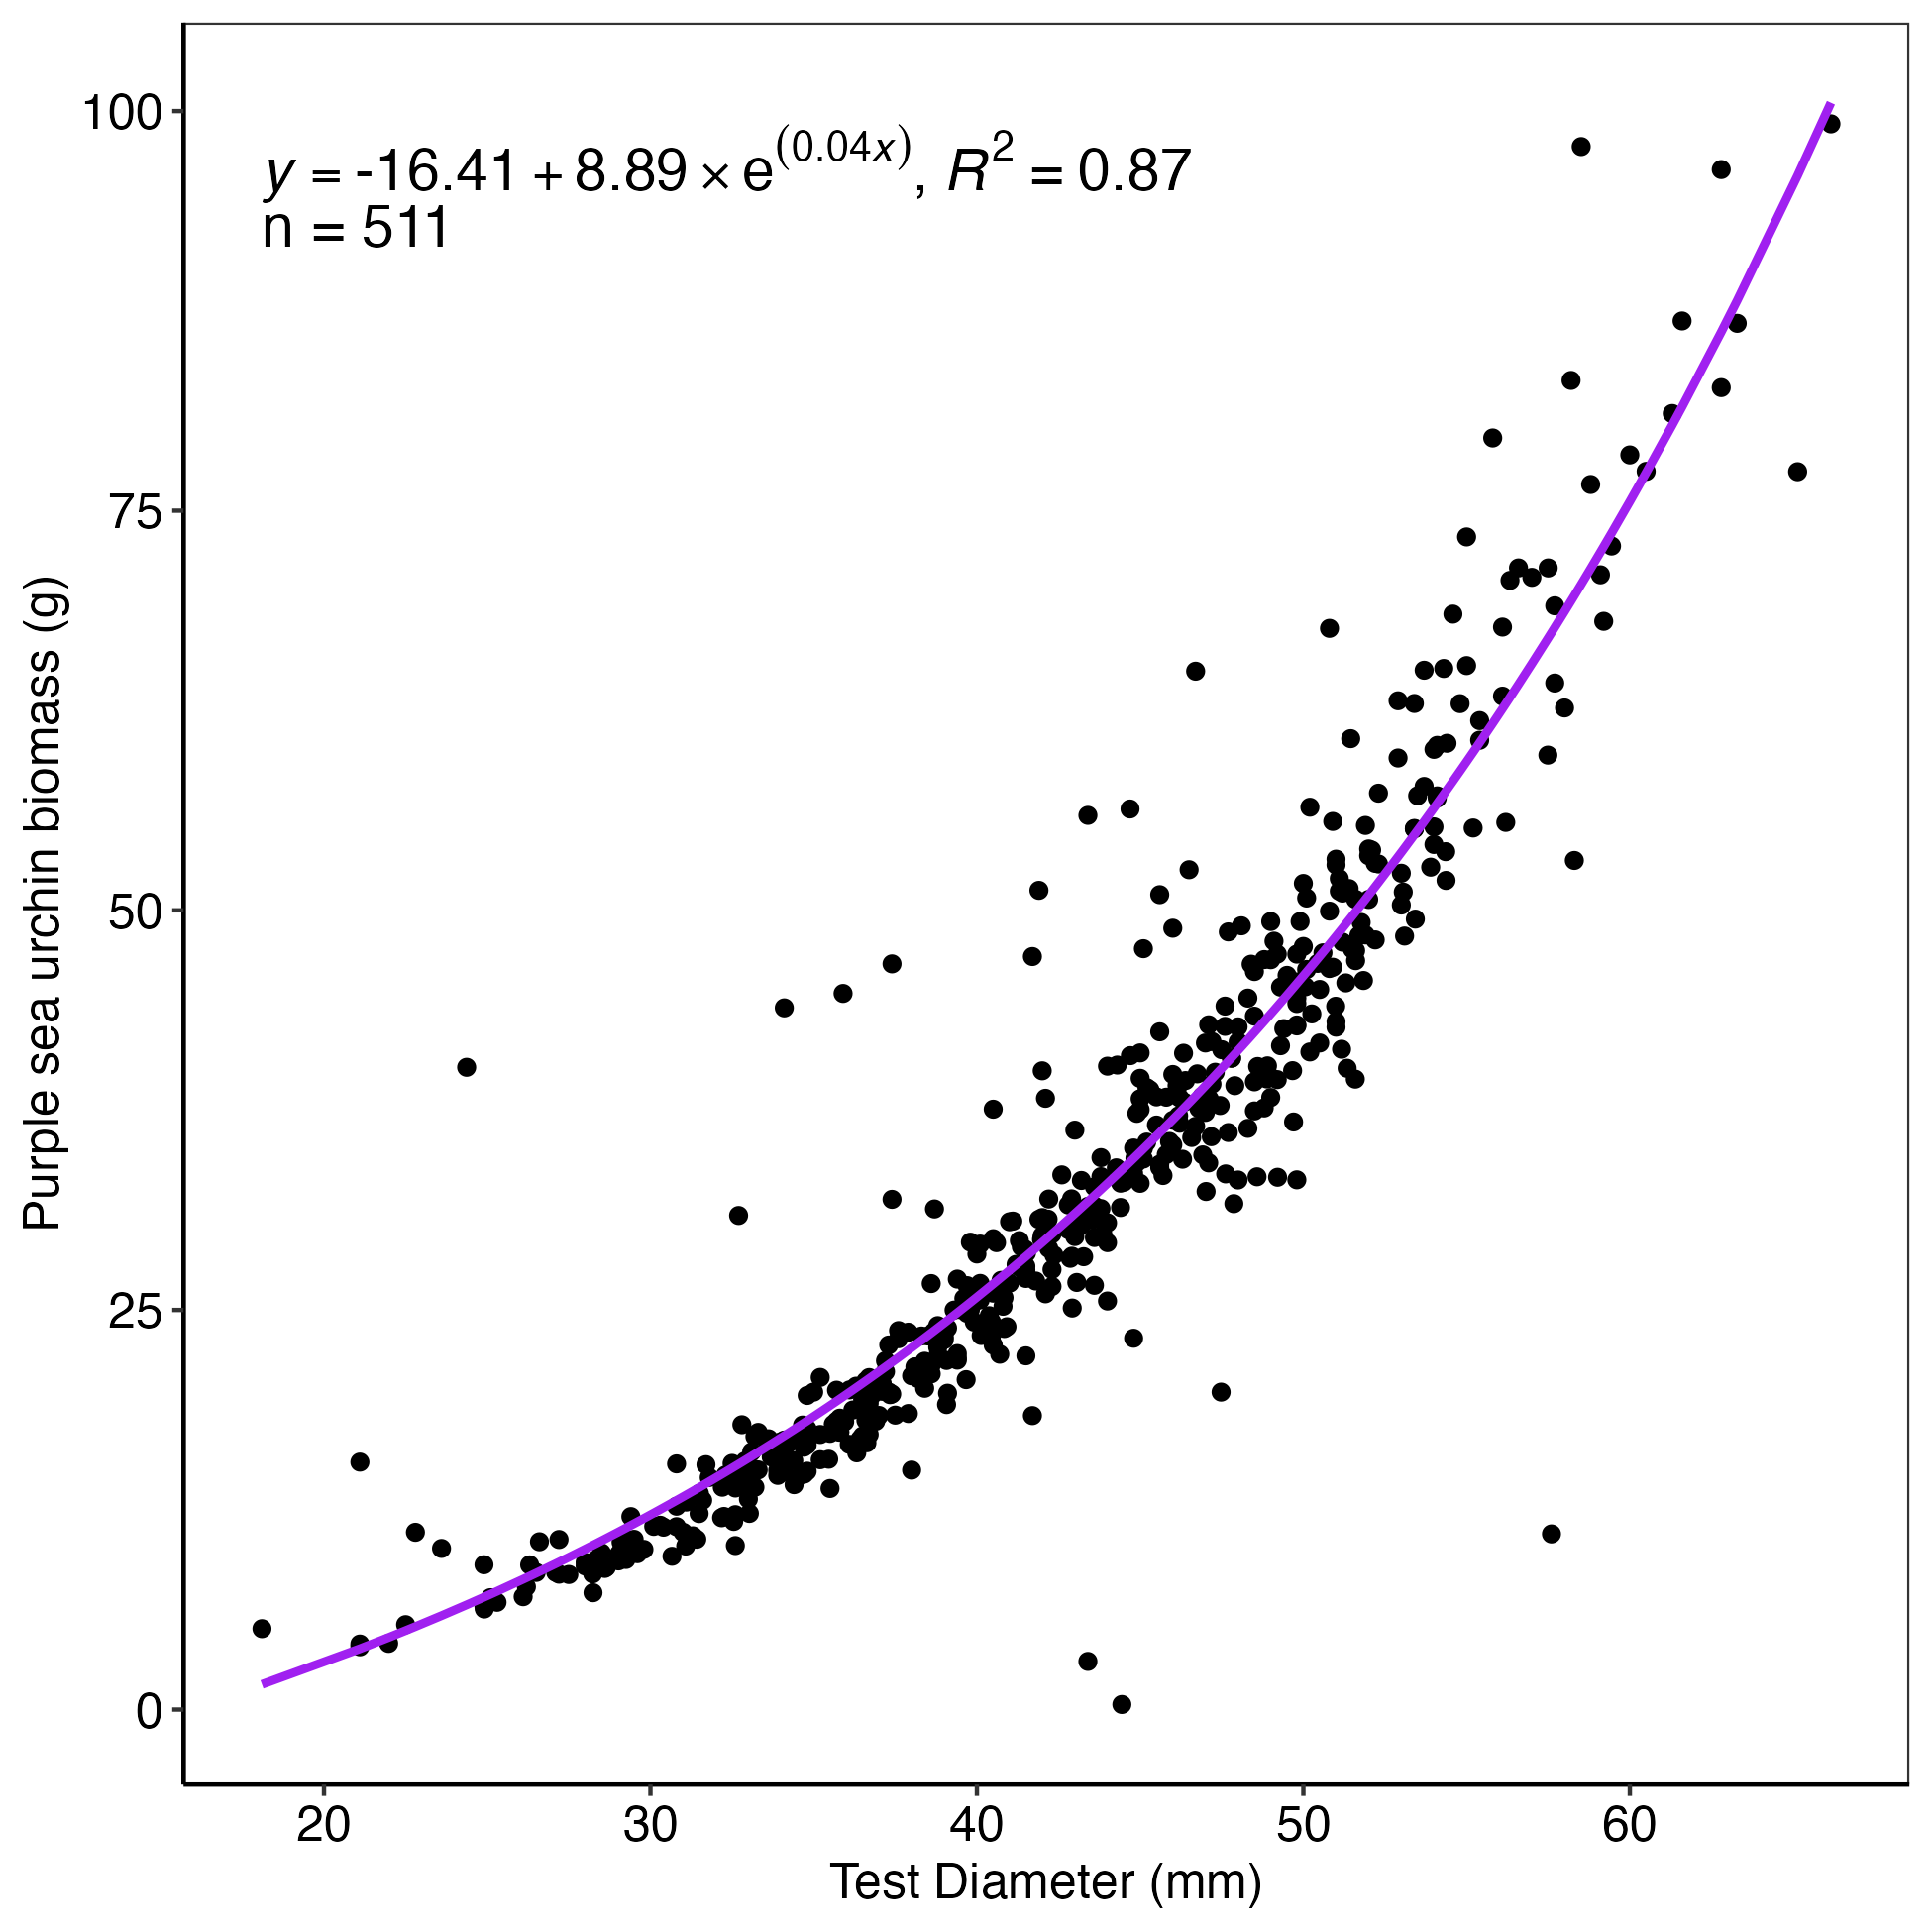 y = -16.41 + 8.89 × e^(0.04x), R² = 0.87
n = 511
100
75
50
25
0
Purple sea urchin biomass (g)
20 30 40 50 60
Test Diameter (mm)